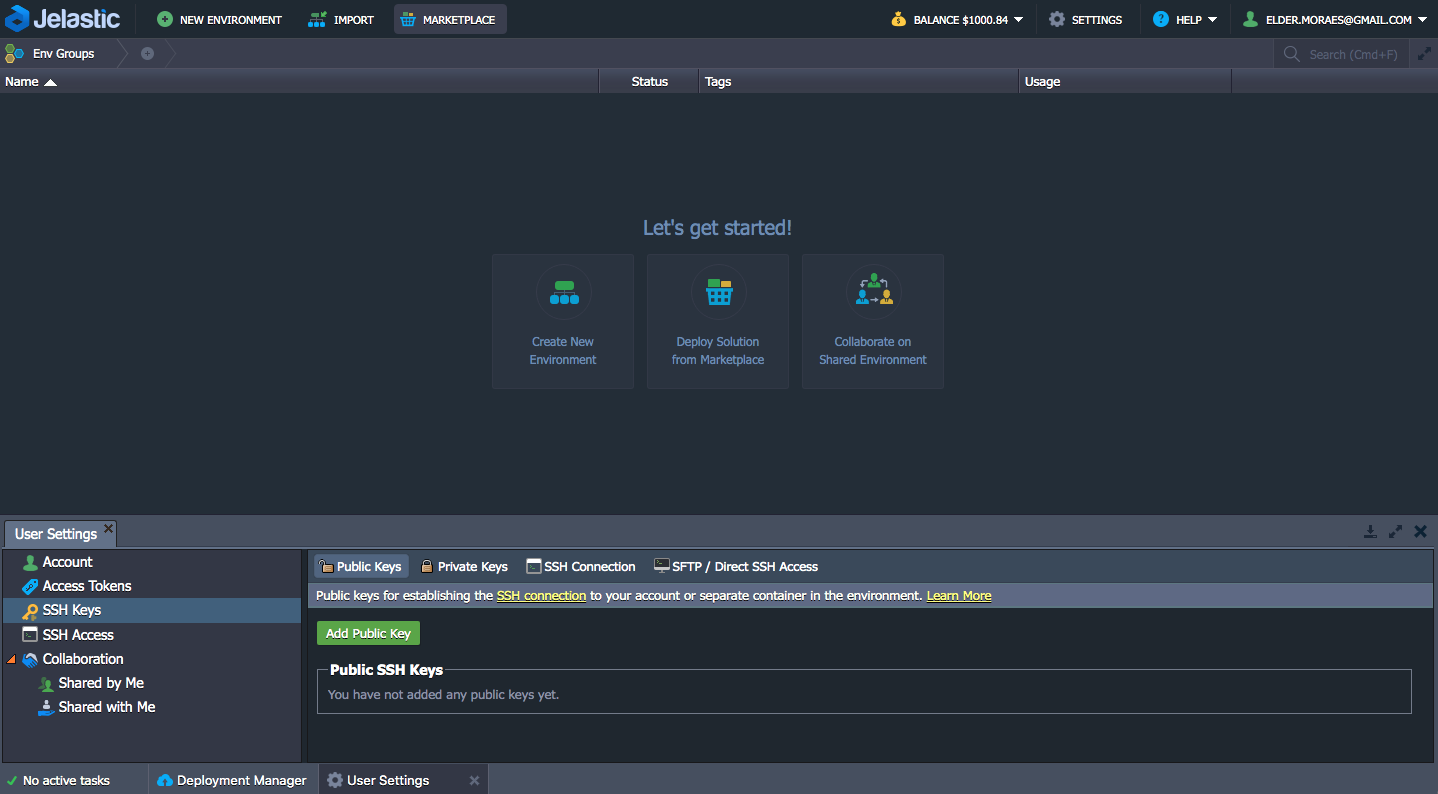 Jelastic NEW ENVIRONMENT IMPORT MARKETPLACE BALANCE $1000.84 SETTINGS ? HELP ELDER.MORAES@GMAIL.COM
Env Groups Search (Cmd+F)
Name Status Tags Usage
Let's get started!
Create New
Environment
Deploy Solution
from Marketplace
Collaborate on
Shared Environment
User Settings
Account
Access Tokens
SSH Keys
SSH Access
Collaboration
Shared by Me
Shared with Me
Public Keys Private Keys SSH Connection SFTP / Direct SSH Access
Public keys for establishing the SSH connection to your account or separate container in the environment. Learn More
Add Public Key
Public SSH Keys
You have not added any public keys yet.
No active tasks Deployment Manager User Settings